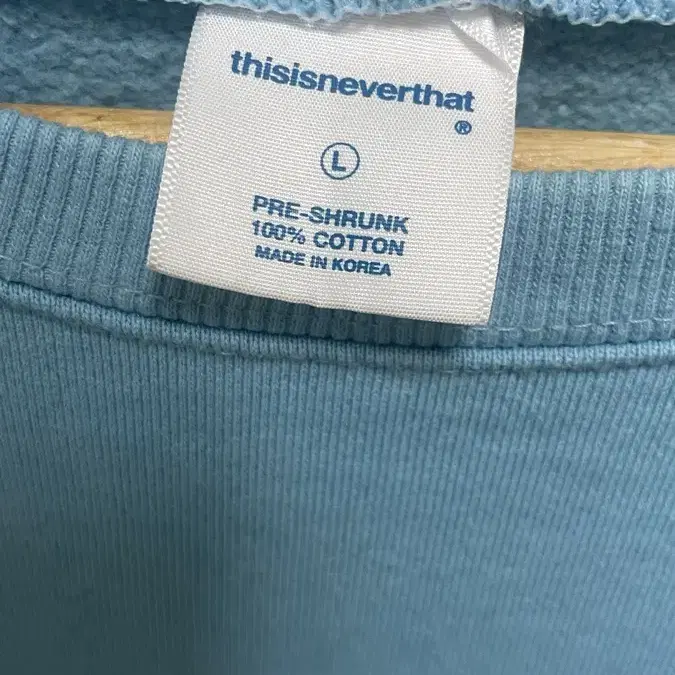 thisisneverthat
®
L
PRE-SHRUNK
100% COTTON
MADE IN KOREA